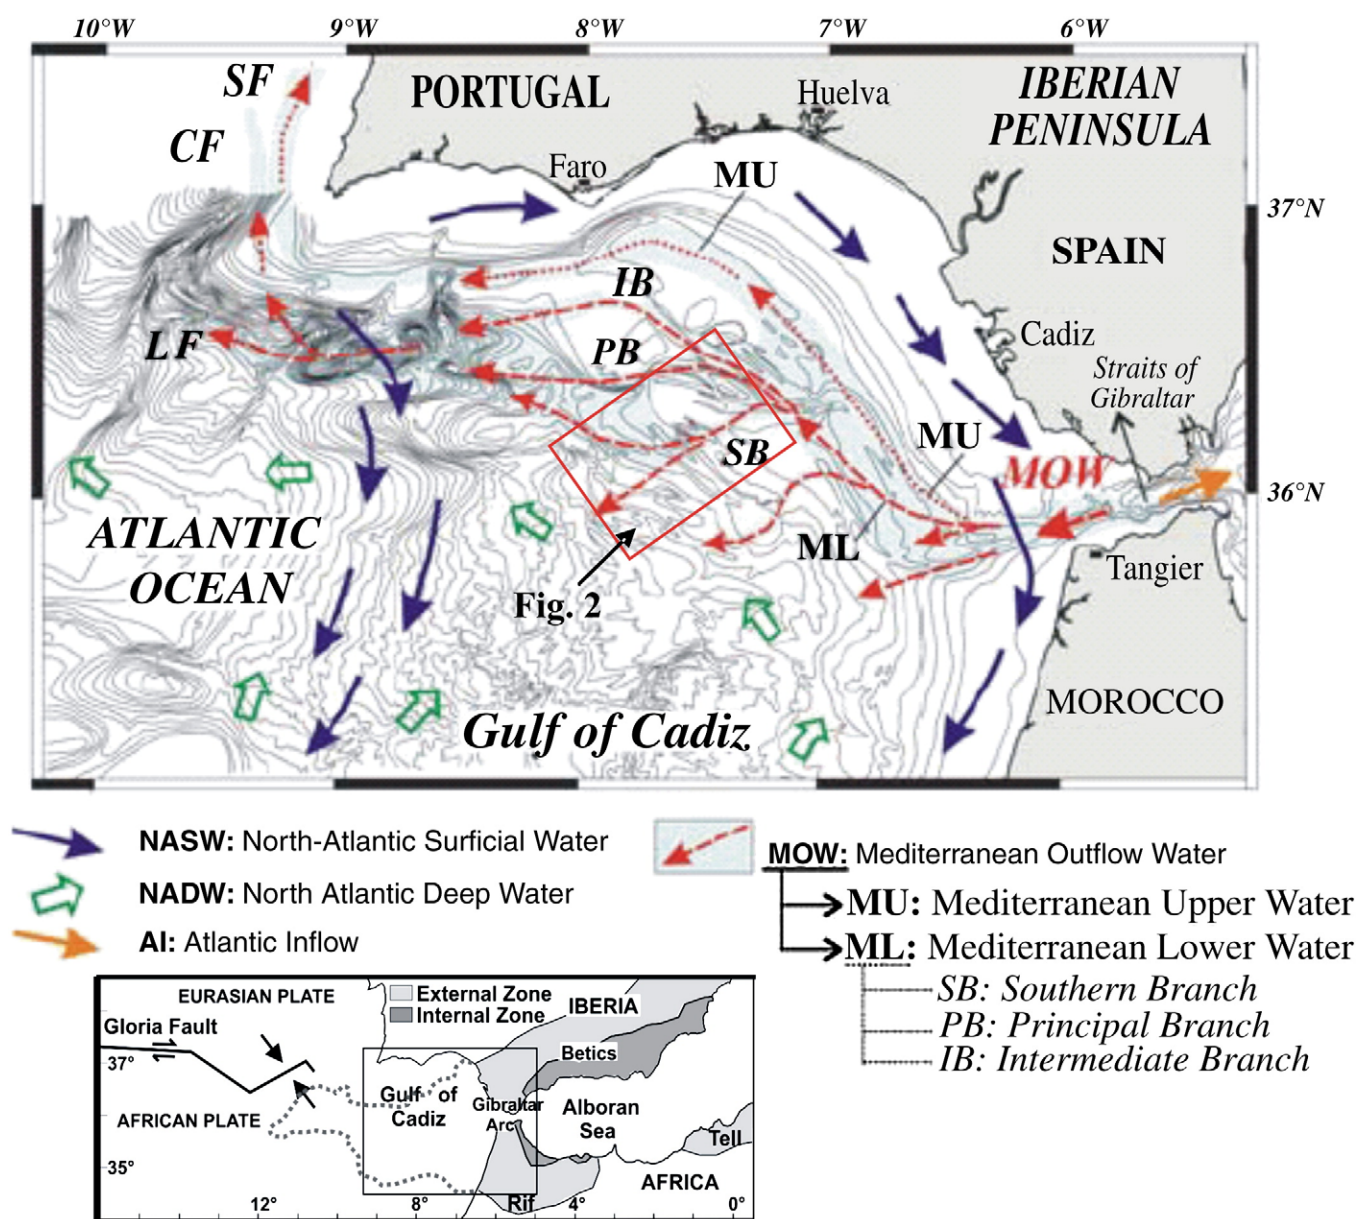 10°W 9°W 8°W 7°W 6°W
SF
PORTUGAL
Huelva
IBERIAN
PENINSULA
CF
Faro
MU
37°N
SPAIN
IB
LF
PB
Cadiz
Straits of
Gibraltar
MU
SB
MOW
36°N
ATLANTIC
OCEAN
ML
Tangier
Fig. 2
MOROCCO
Gulf of Cadiz
NASW: North-Atlantic Surficial Water
NADW: North Atlantic Deep Water
AI: Atlantic Inflow
MOW: Mediterranean Outflow Water
MU: Mediterranean Upper Water
ML: Mediterranean Lower Water
SB: Southern Branch
PB: Principal Branch
IB: Intermediate Branch
EURASIAN PLATE
External Zone
Internal Zone
IBERIA
Gloria Fault
37°
Betics
Gulf of
Cadiz
Gibraltar
Arc
Alboran
Sea
AFRICAN PLATE
Tell
35°
AFRICA
Rif
12° 8° 4° 0°